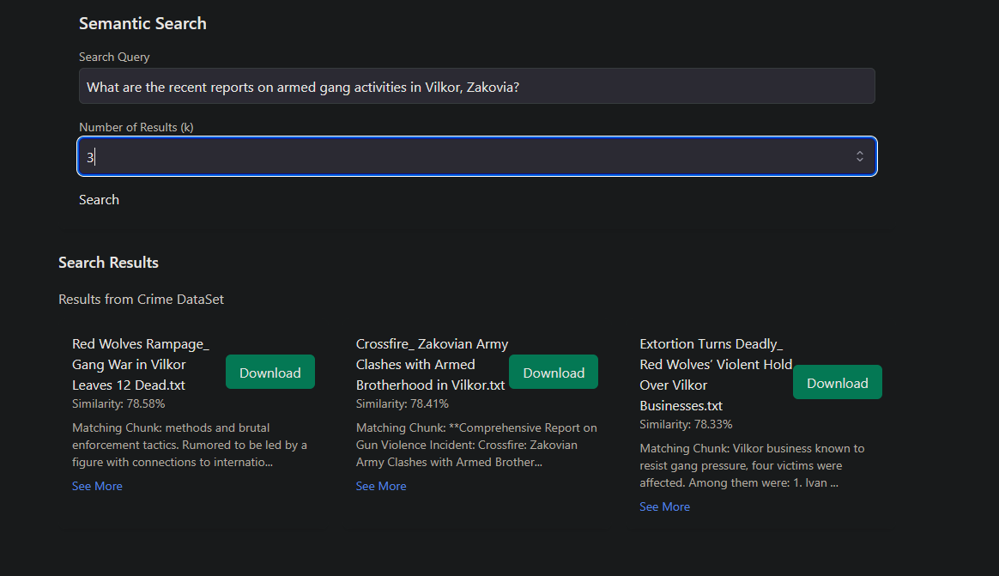 Semantic Search
Search Query
What are the recent reports on armed gang activities in Vilkor, Zakovia?
Number of Results (k)
3
Search
Search Results
Results from Crime DataSet
Red Wolves Rampage_
Gang War in Vilkor
Leaves 12 Dead.txt
Download
Similarity: 78.58%
Matching Chunk: methods and brutal
enforcement tactics. Rumored to be led by a
figure with connections to internatio...
See More
Crossfire_ Zakovian Army
Clashes with Armed
Brotherhood in Vilkor.txt
Download
Similarity: 78.41%
Matching Chunk: **Comprehensive Report on
Gun Violence Incident: Crossfire: Zakovian
Army Clashes with Armed Brother...
See More
Extortion Turns Deadly_
Red Wolves’ Violent Hold
Over Vilkor
Businesses.txt
Download
Similarity: 78.33%
Matching Chunk: Vilkor business known to
resist gang pressure, four victims were
affected. Among them were: 1. Ivan ...
See More